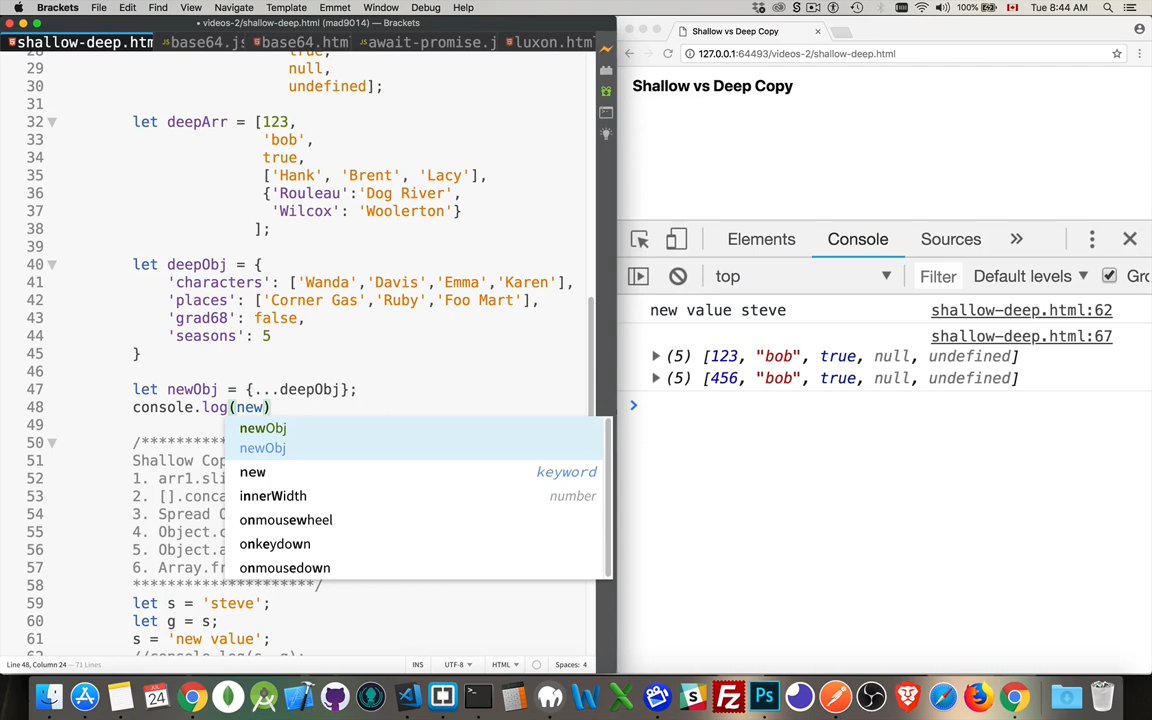 Brackets File Edit Find View Navigate Template Emmet Window Debug Help 100% Tue 8:44 AM
• videos-2/shallow-deep.html (mad9014) — Brackets
shallow-deep.htm base64.js base64.htm await-promise.j luxon.htm
29 null,
30 undefined];
31
32 let deepArr = [123,
33 'bob',
34 true,
35 ['Hank', 'Brent', 'Lacy'],
36 {'Rouleau':'Dog River',
37 'Wilcox': 'Woolerton'}
38 ];
39
40 let deepObj = {
41 'characters': ['Wanda','Davis','Emma','Karen'],
42 'places': ['Corner Gas','Ruby','Foo Mart'],
43 'grad68': false,
44 'seasons': 5
45 }
46
47 let newObj = {...deepObj};
48 console.log(new)
49
newObj
newObj
new keyword
innerWidth number
onmousewheel
onkeydown
onmousedown
50 /********
51 Shallow Cop
52 1. arr1.sli
53 2. [].conca
54 3. Spread O
55 4. Object.c
56 5. Object.a
57 6. Array.fr
58 *********************/
59 let s = 'steve';
60 let g = s;
61 s = 'new value';
62 //console.log(s, g);
Line 48, Column 24 — 71 Lines INS UTF-8 HTML Spaces: 4
Shallow vs Deep Copy
127.0.0.1:64493/videos-2/shallow-deep.html
Shallow vs Deep Copy
Elements Console Sources »
top Filter Default levels Gro
new value steve shallow-deep.html:62
shallow-deep.html:67
(5) [123, "bob", true, null, undefined]
(5) [456, "bob", true, null, undefined]